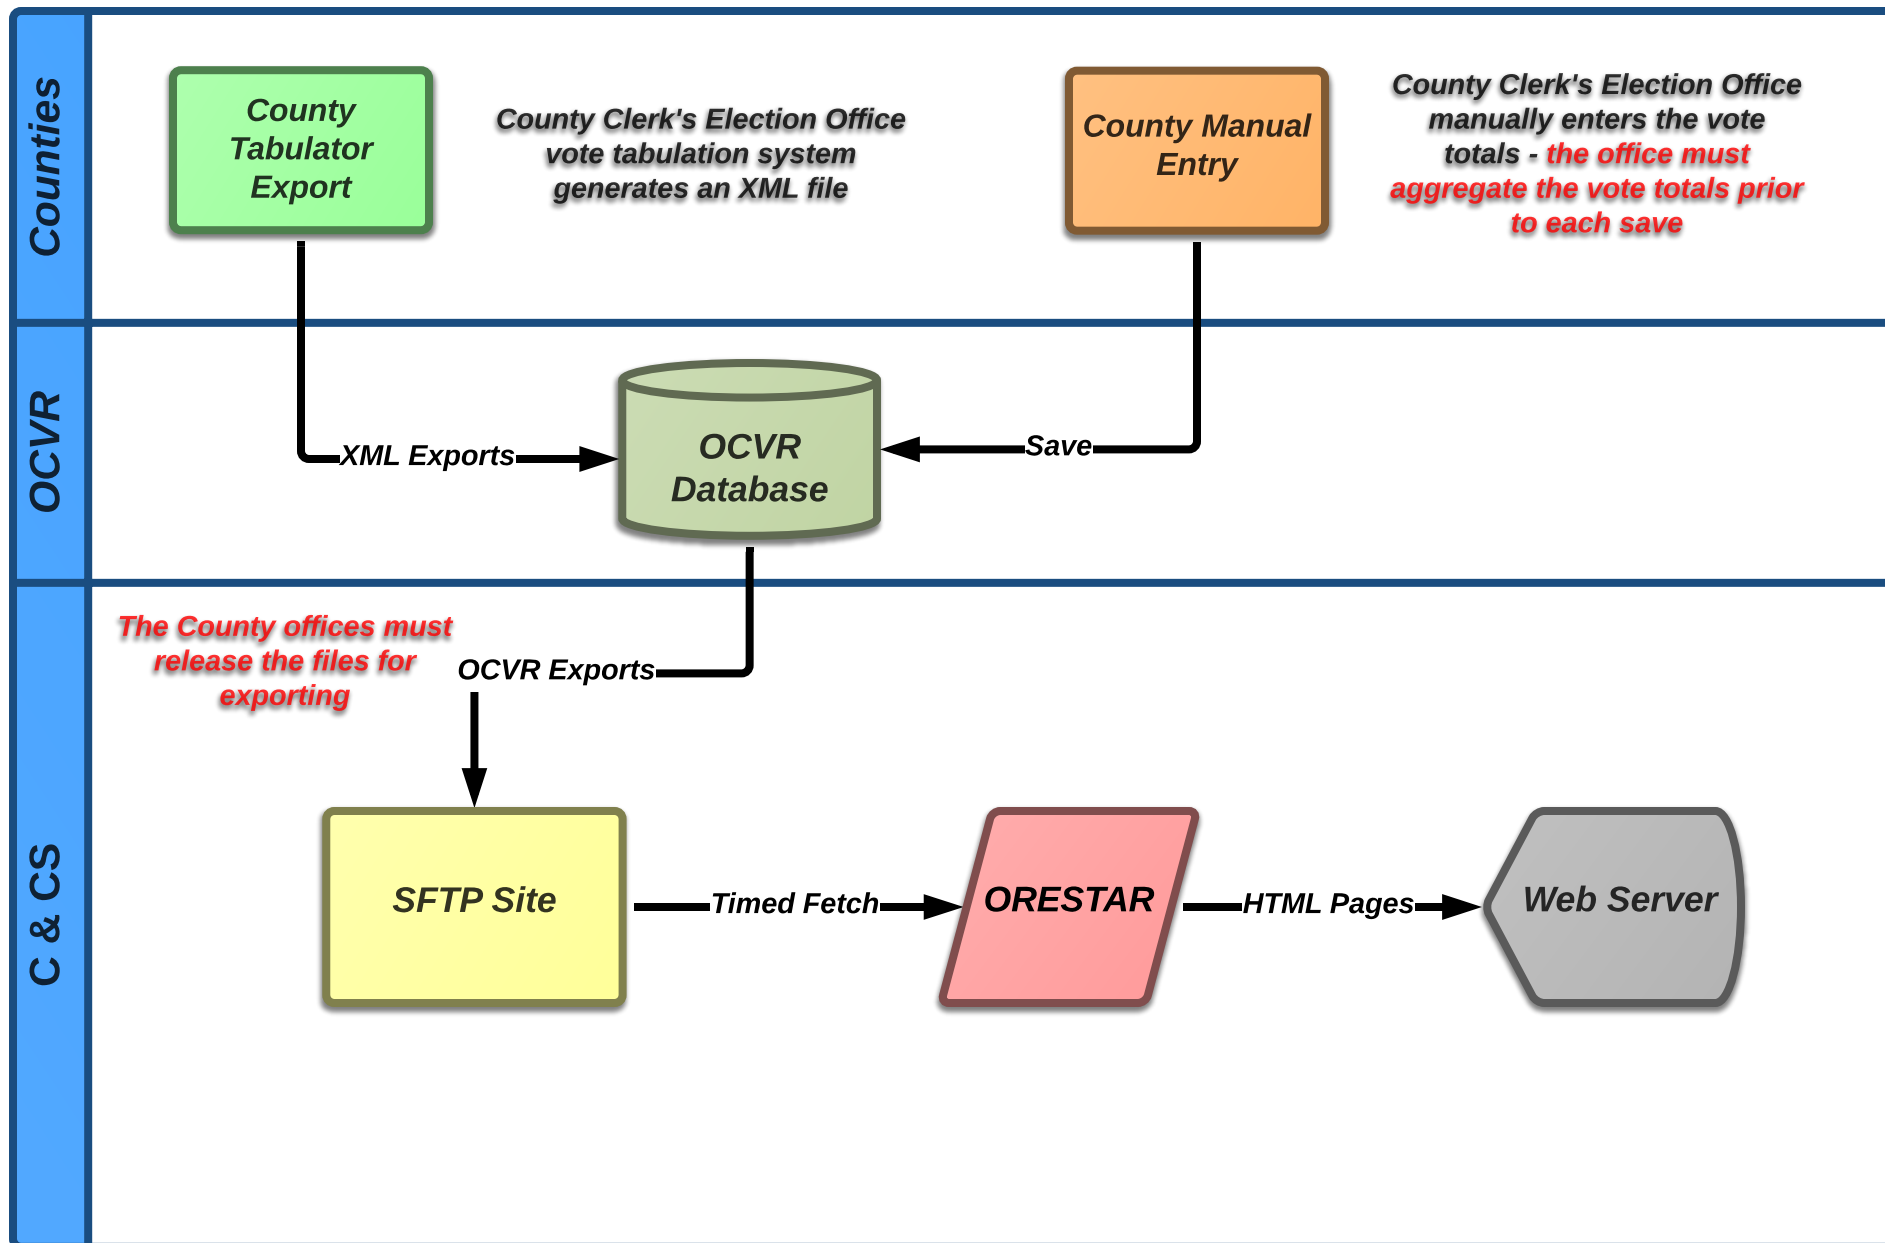 Counties
County
Tabulator
Export
County Clerk's Election Office
vote tabulation system
generates an XML file
County Manual
Entry
County Clerk's Election Office
manually enters the vote
totals - the office must
aggregate the vote totals prior
to each save
OCVR
XML Exports
OCVR
Database
Save
C & CS
The County offices must
release the files for
exporting
OCVR Exports
SFTP Site
Timed Fetch
ORESTAR
HTML Pages
Web Server